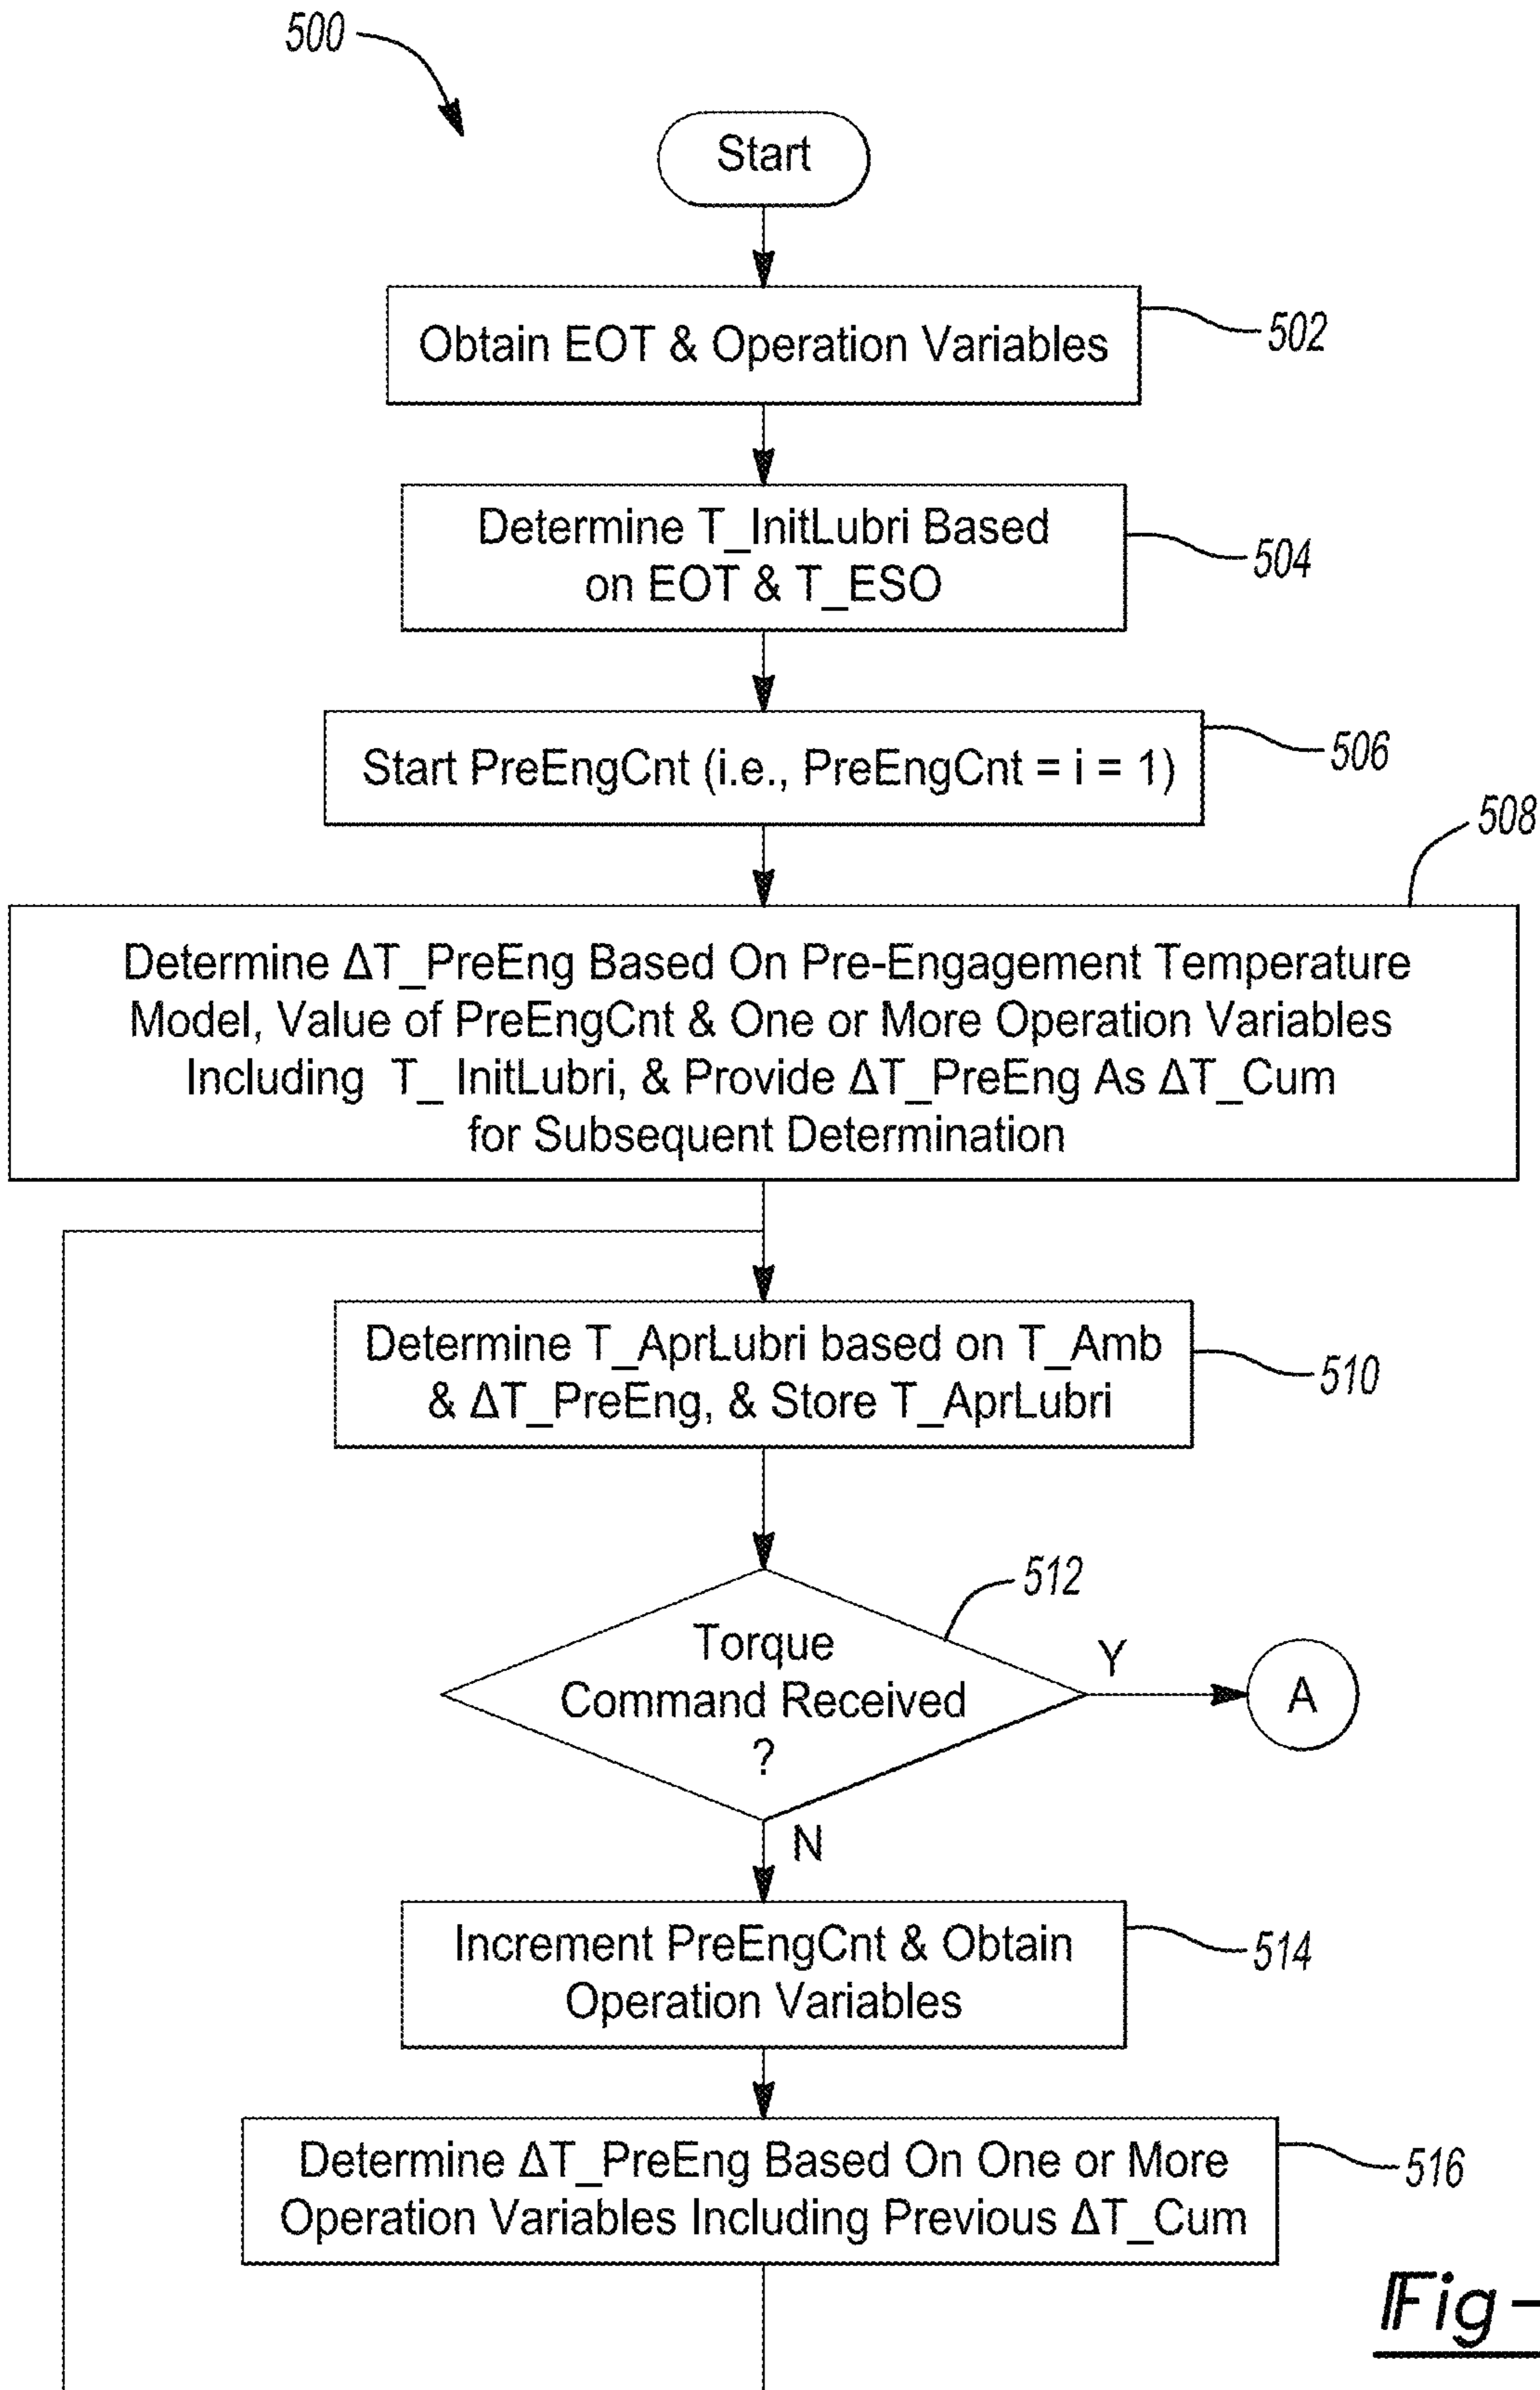 500
Start
Obtain EOT & Operation Variables
502
Determine T_InitLubri Based
on EOT & T_ESO
504
Start PreEngCnt (i.e., PreEngCnt = i = 1)
506
508
Determine ΔT_PreEng Based On Pre-Engagement Temperature
Model, Value of PreEngCnt & One or More Operation Variables
Including T_ InitLubri, & Provide ΔT_PreEng As ΔT_Cum
for Subsequent Determination
Determine T_AprLubri based on T_Amb
& ΔT_PreEng, & Store T_AprLubri
510
512
Torque
Command Received
?
Y
A
N
Increment PreEngCnt & Obtain
Operation Variables
514
Determine ΔT_PreEng Based On One or More
Operation Variables Including Previous ΔT_Cum
516
Fig-